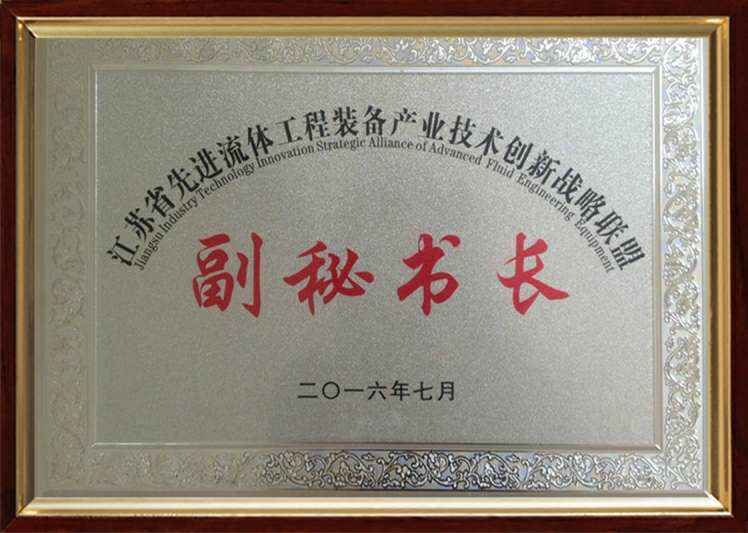 江苏省先进流体工程装备产业技术创新战略联盟
Jiangsu Industry Technology Innovation Strategic Alliance of Advanced Fluid Engineering Equipment
副秘书长
二〇一六年七月